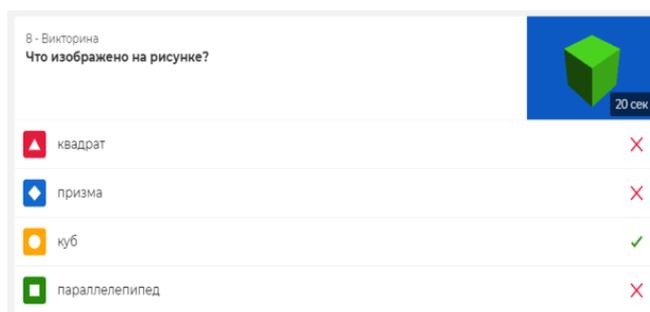 8 - Викторина
Что изображено на рисунке?
20 сек
квадрат
призма
куб
параллелепипед